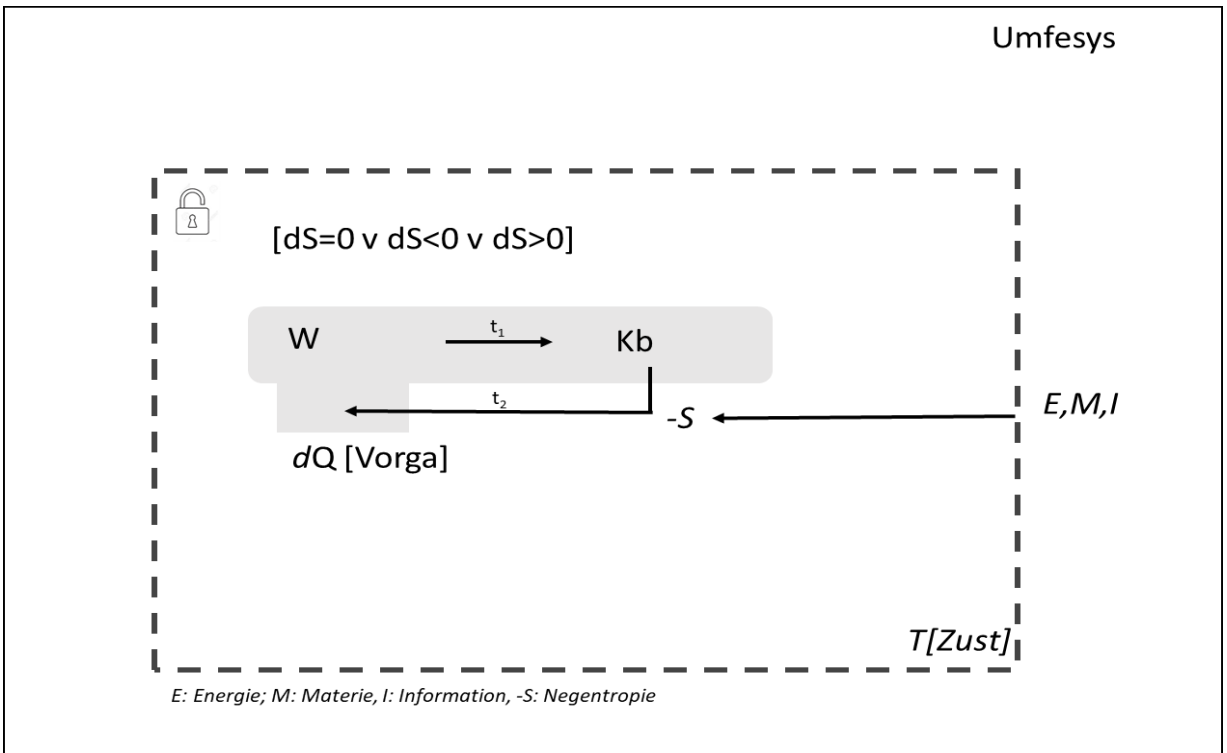 Umfesys
[dS=0 v dS<0 v dS>0]
W t₁ Kb
t₂
-S E,M,I
dQ [Vorga]
T[Zust]
E: Energie; M: Materie, I: Information, -S: Negentropie